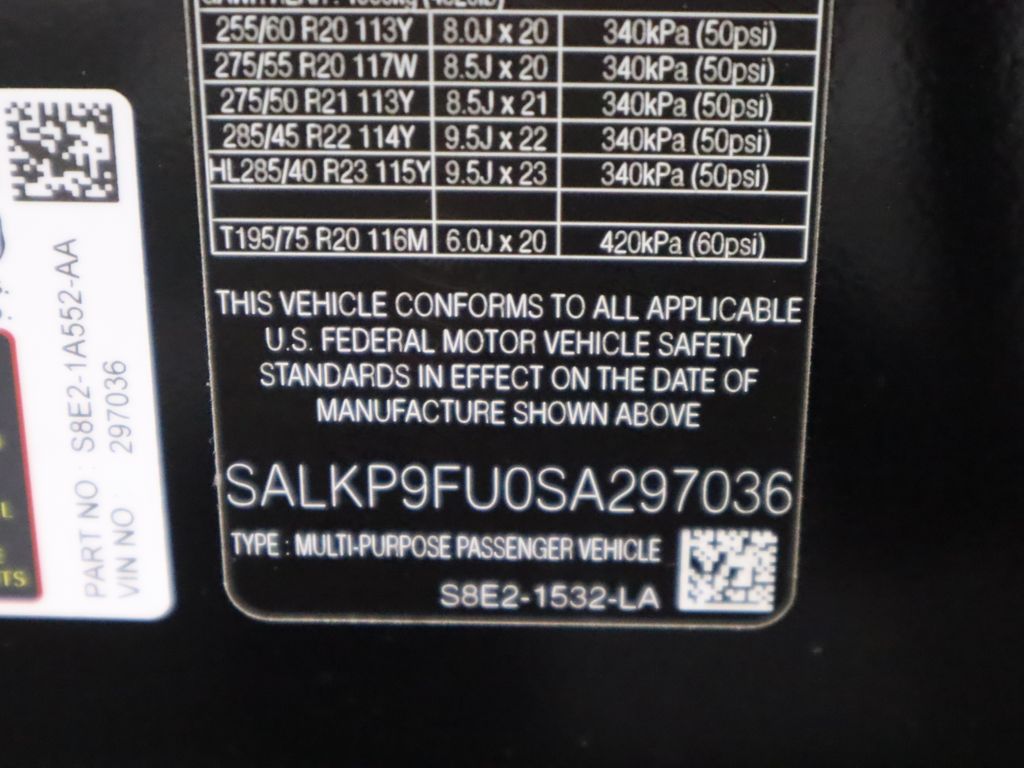 255/60 R20 113Y 8.0J x 20 340kPa (50psi)
275/55 R20 117W 8.5J x 20 340kPa (50psi)
275/50 R21 113Y 8.5J x 21 340kPa (50psi)
285/45 R22 114Y 9.5J x 22 340kPa (50psi)
HL285/40 R23 115Y 9.5J x 23 340kPa (50psi)
T195/75 R20 116M 6.0J x 20 420kPa (60psi)
THIS VEHICLE CONFORMS TO ALL APPLICABLE
U.S. FEDERAL MOTOR VEHICLE SAFETY
STANDARDS IN EFFECT ON THE DATE OF
MANUFACTURE SHOWN ABOVE
SALKP9FU0SA297036
TYPE : MULTI-PURPOSE PASSENGER VEHICLE
S8E2-1532-LA
PART NO : S8E2-1A552-AA
VIN NO : 297036